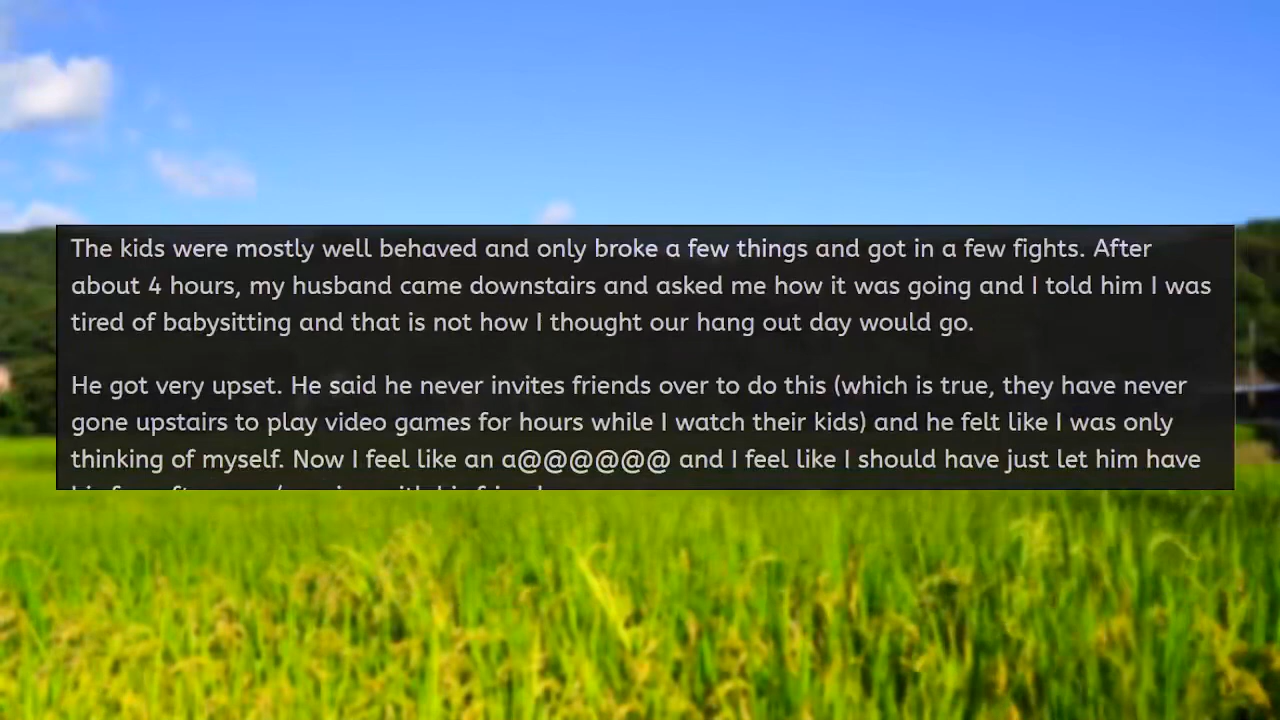 The kids were mostly well behaved and only broke a few things and got in a few fights. After
about 4 hours, my husband came downstairs and asked me how it was going and I told him I was
tired of babysitting and that is not how I thought our hang out day would go.
He got very upset. He said he never invites friends over to do this (which is true, they have never
gone upstairs to play video games for hours while I watch their kids) and he felt like I was only
thinking of myself. Now I feel like an a@@@@@@ and I feel like I should have just let him have